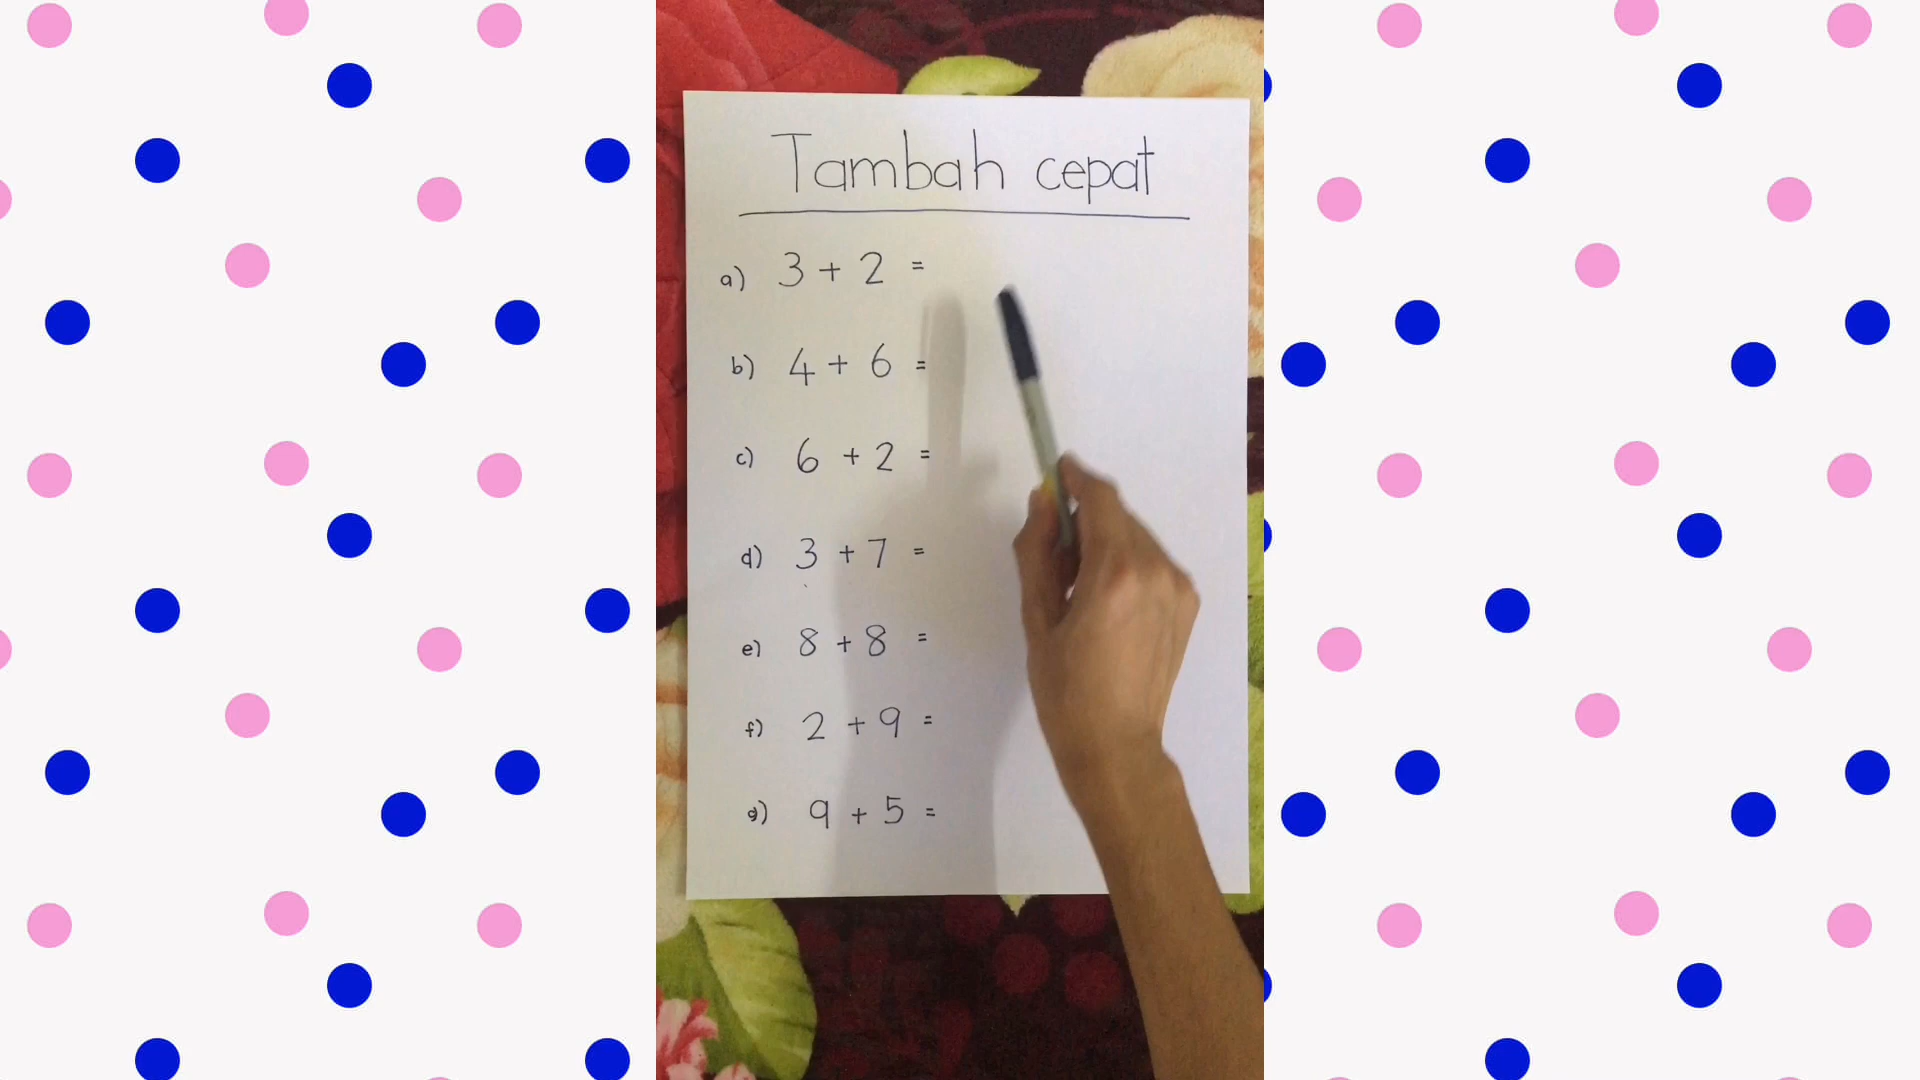 Tambah cepat
a) 3 + 2 =
b) 4 + 6 =
c) 6 + 2 =
d) 3 + 7 =
e) 8 + 8 =
f) 2 + 9 =
g) 9 + 5 =